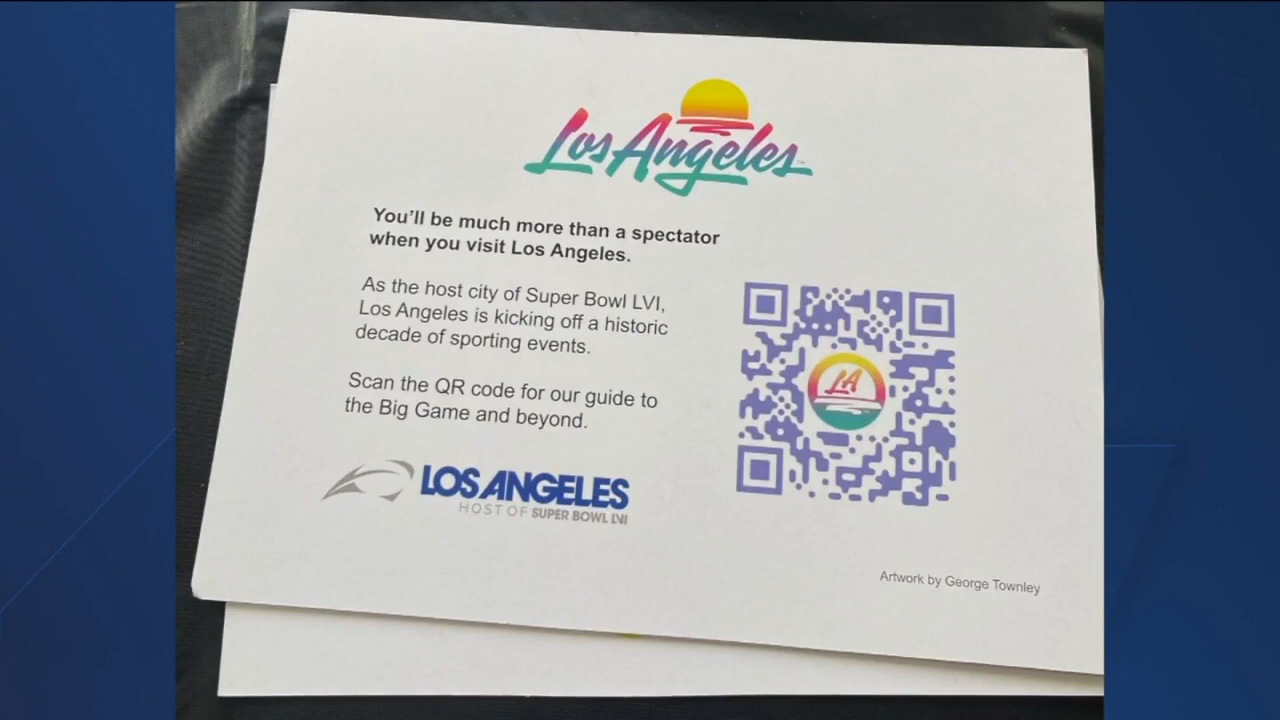 Los Angeles™
You'll be much more than a spectator
when you visit Los Angeles.
As the host city of Super Bowl LVI,
Los Angeles is kicking off a historic
decade of sporting events.
Scan the QR code for our guide to
the Big Game and beyond.
LA
LOS ANGELES
HOST OF SUPER BOWL LVI
Artwork by George Townley